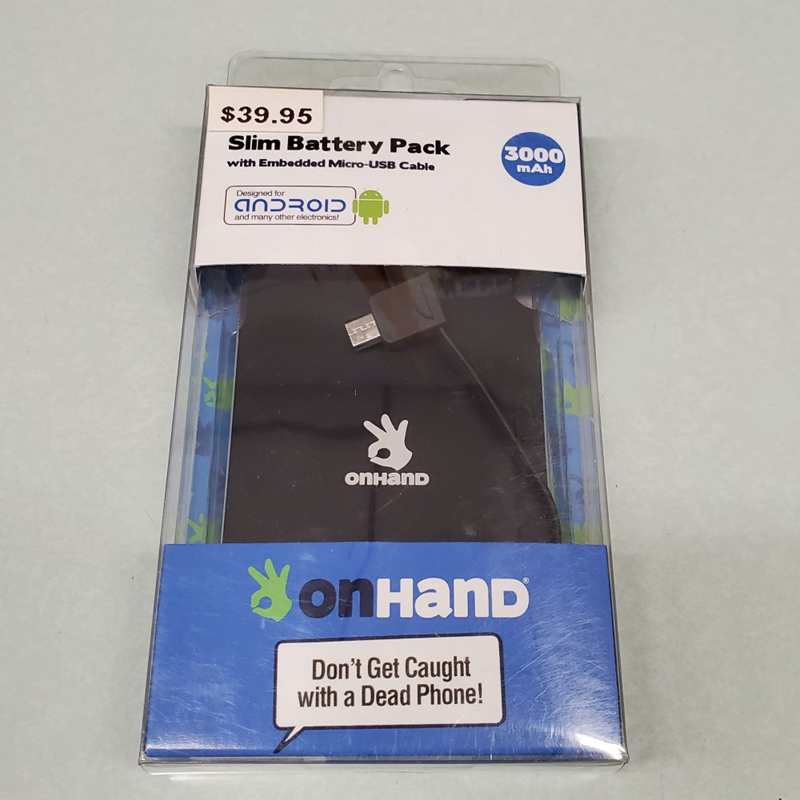 $39.95
Slim Battery Pack
with Embedded Micro-USB Cable
3000
mAh
Designed for
ANDROID
and many other electronics!
onHanD
onHanD®
Don't Get Caught
with a Dead Phone!